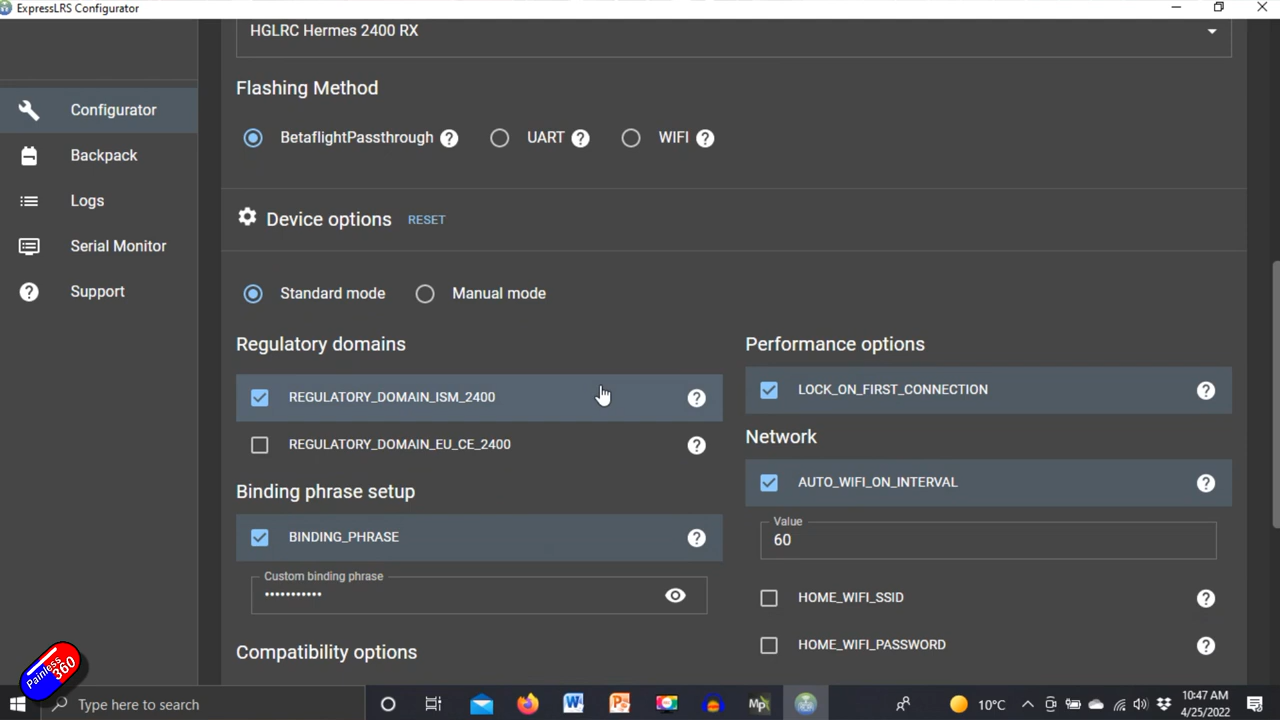 ExpressLRS Configurator
HGLRC Hermes 2400 RX
Configurator
Backpack
Logs
Serial Monitor
Support
Flashing Method
BetaflightPassthrough
UART
WIFI
Device options RESET
Standard mode
Manual mode
Regulatory domains
REGULATORY_DOMAIN_ISM_2400
REGULATORY_DOMAIN_EU_CE_2400
Binding phrase setup
BINDING_PHRASE
Custom binding phrase
•••••••••••
Compatibility options
Performance options
LOCK_ON_FIRST_CONNECTION
Network
AUTO_WIFI_ON_INTERVAL
Value
60
HOME_WIFI_SSID
HOME_WIFI_PASSWORD
Painless
360
Type here to search
10°C
10:47 AM
4/25/2022